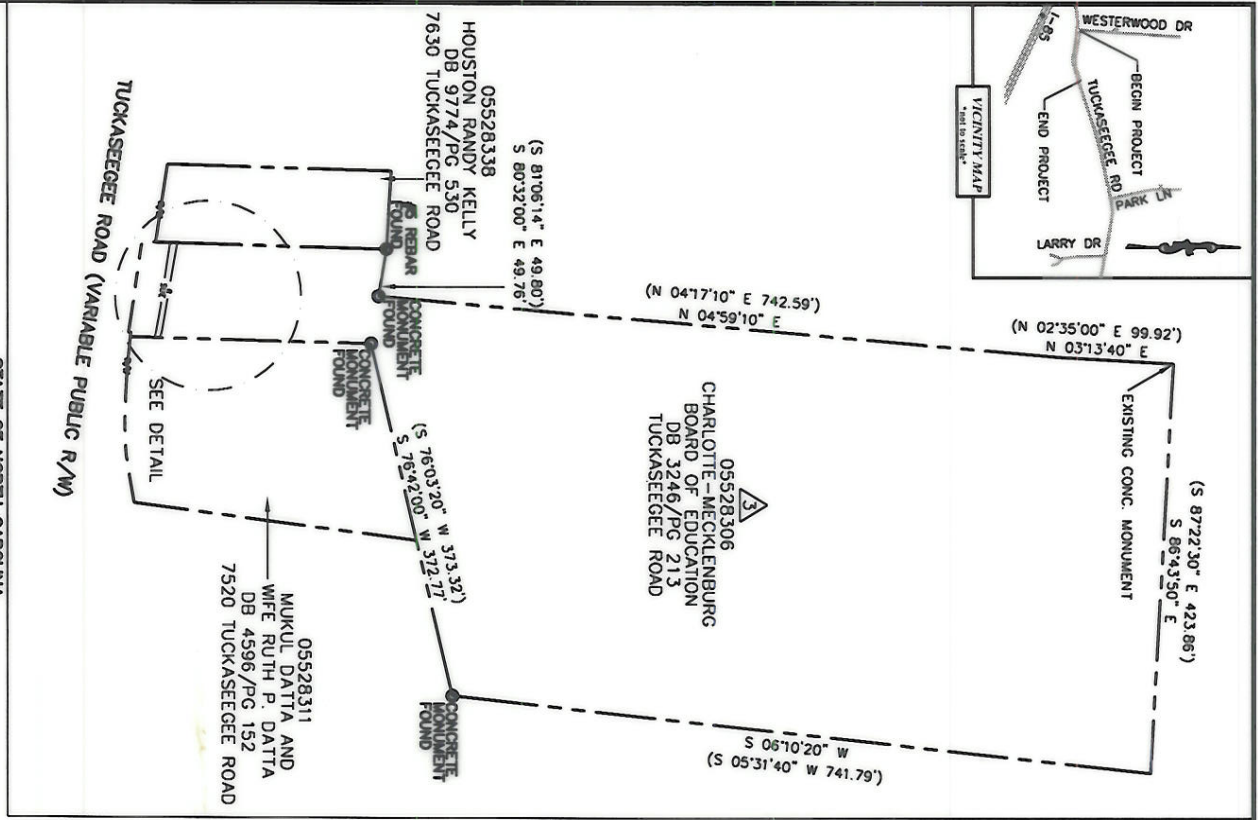 WESTERWOOD DR
I-85
BEGIN PROJECT
TUCKASEEGEE RD
END PROJECT
PARK LN
LARRY DR
VICINITY MAP
*not to scale*
(N 02°35'00" E 99.92')
N 03°13'40" E
EXISTING CONC. MONUMENT
(S 87°22'30" E 423.86')
S 86°43'50" E
(N 04°17'10" E 742.59')
N 04°59'10" E
3
05528306
CHARLOTTE-MECKLENBURG
BOARD OF EDUCATION
DB 3246/PG 213
TUCKASEEGEE ROAD
S 06°10'20" W
(S 05°31'40" W 741.79')
(S 81°06'14" E 49.80')
S 80°32'00" E 49.76'
05528338
HOUSTON RANDY KELLY
DB 9774/PG 530
7630 TUCKASEEGEE ROAD
#5 REBAR
FOUND
CONCRETE
MONUMENT
FOUND
CONCRETE
MONUMENT
FOUND
(S 76°03'20" W 373.32')
S 76°42'00" W 372.77'
CONCRETE
MONUMENT
FOUND
SEE DETAIL
05528311
MUKUL DATTA AND
WIFE RUTH P. DATTA
DB 4596/PG 152
7520 TUCKASEEGEE ROAD
TUCKASEEGEE ROAD (VARIABLE PUBLIC R/W)